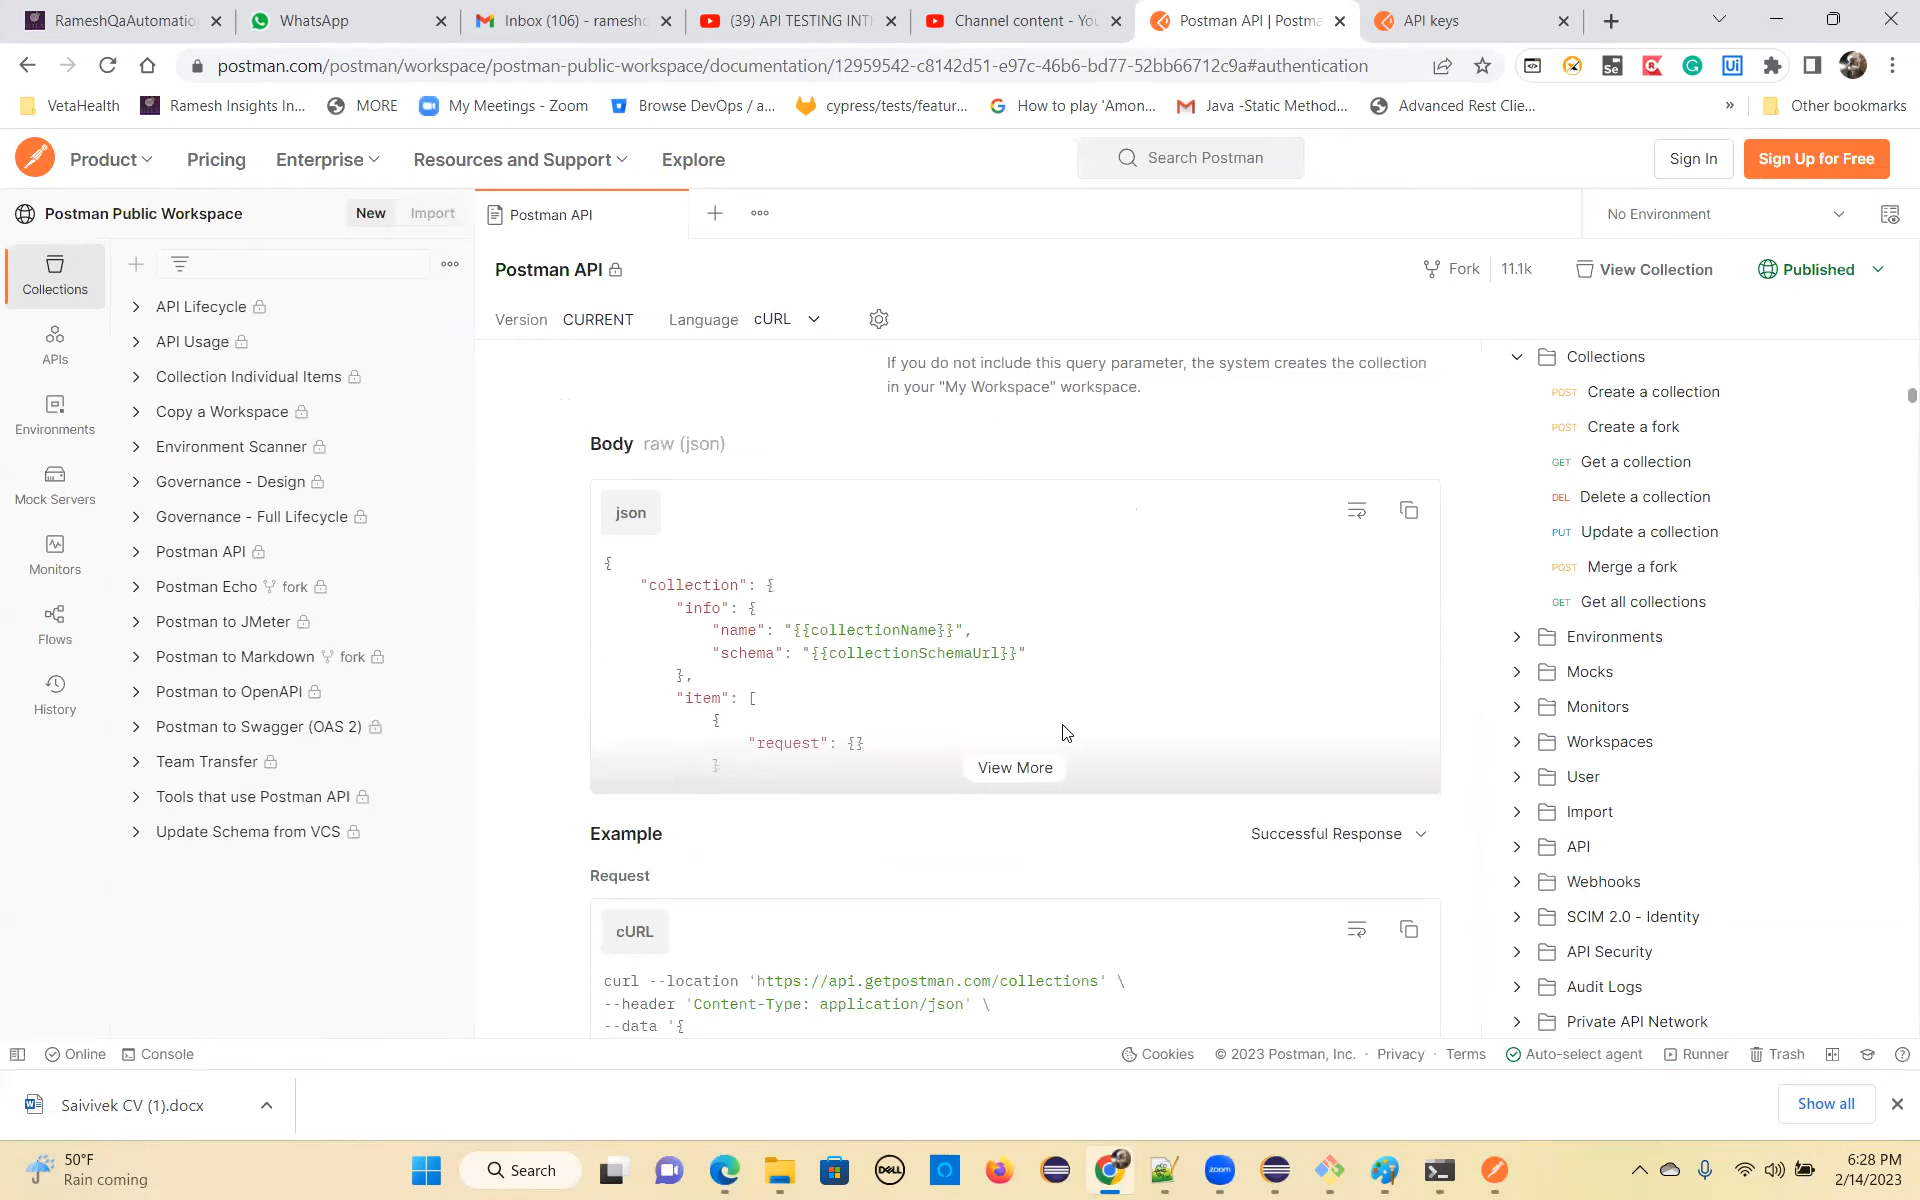 RameshQaAutomatio
WhatsApp
Inbox (106) - rameshq
(39) API TESTING INT
Channel content - You
Postman API | Postma
API keys
postman.com/postman/workspace/postman-public-workspace/documentation/12959542-c8142d51-e97c-46b6-bd77-52bb66712c9a#authentication
VetaHealth
Ramesh Insights In...
MORE
My Meetings - Zoom
Browse DevOps / a...
cypress/tests/featur...
How to play 'Amon...
Java -Static Method...
Advanced Rest Clie...
»
Other bookmarks
Product
Pricing
Enterprise
Resources and Support
Explore
Search Postman
Sign In
Sign Up for Free
Postman Public Workspace
New
Import
Postman API
No Environment
Collections
APIs
Environments
Mock Servers
Monitors
Flows
History
API Lifecycle
API Usage
Collection Individual Items
Copy a Workspace
Environment Scanner
Governance - Design
Governance - Full Lifecycle
Postman API
Postman Echo fork
Postman to JMeter
Postman to Markdown fork
Postman to OpenAPI
Postman to Swagger (OAS 2)
Team Transfer
Tools that use Postman API
Update Schema from VCS
Postman API
Fork 11.1k
View Collection
Published
Version CURRENT
Language cURL
If you do not include this query parameter, the system creates the collection
in your "My Workspace" workspace.
Body raw (json)
json
{
"collection": {
"info": {
"name": "{{collectionName}}",
"schema": "{{collectionSchemaUrl}}"
},
"item": [
{
"request": {}
}
View More
Example
Successful Response
Request
cURL
curl --location 'https://api.getpostman.com/collections' \
--header 'Content-Type: application/json' \
--data '{
Collections
POST Create a collection
POST Create a fork
GET Get a collection
DEL Delete a collection
PUT Update a collection
POST Merge a fork
GET Get all collections
Environments
Mocks
Monitors
Workspaces
User
Import
API
Webhooks
SCIM 2.0 - Identity
API Security
Audit Logs
Private API Network
Online
Console
Cookies
© 2023 Postman, Inc.
·
Privacy
·
Terms
Auto-select agent
Runner
Trash
Saivivek CV (1).docx
Show all
50°F
Rain coming
Search
DELL
zoom
6:28 PM
2/14/2023